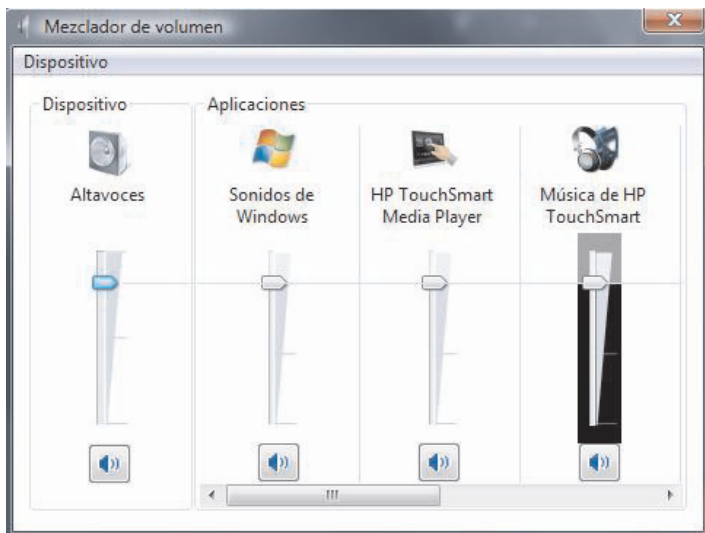 Mezclador de volumen
Dispositivo
Dispositivo
Aplicaciones
Altavoces
Sonidos de
Windows
HP TouchSmart
Media Player
Música de HP
TouchSmart